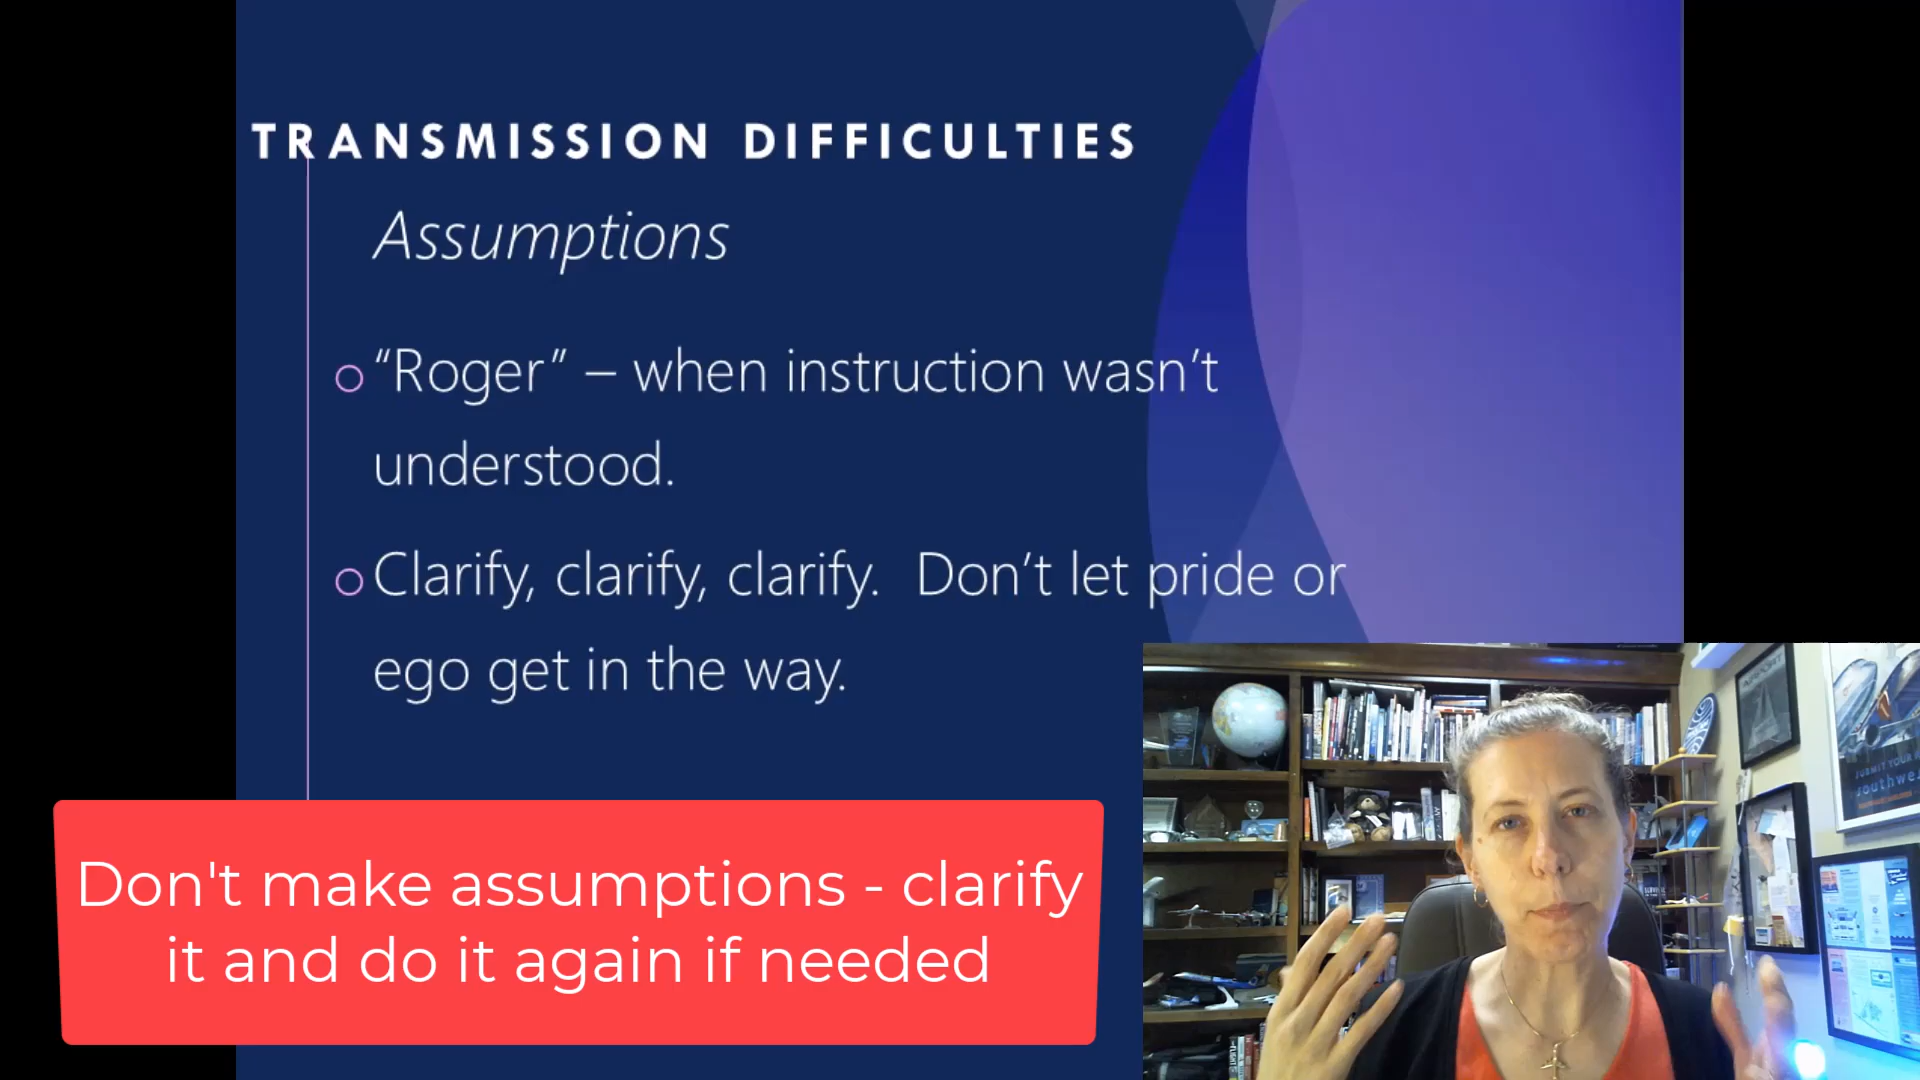 TRANSMISSION DIFFICULTIES
Assumptions
“Roger” – when instruction wasn’t
understood.
Clarify, clarify, clarify.  Don’t let pride or
ego get in the way.
Don't make assumptions - clarify
it and do it again if needed